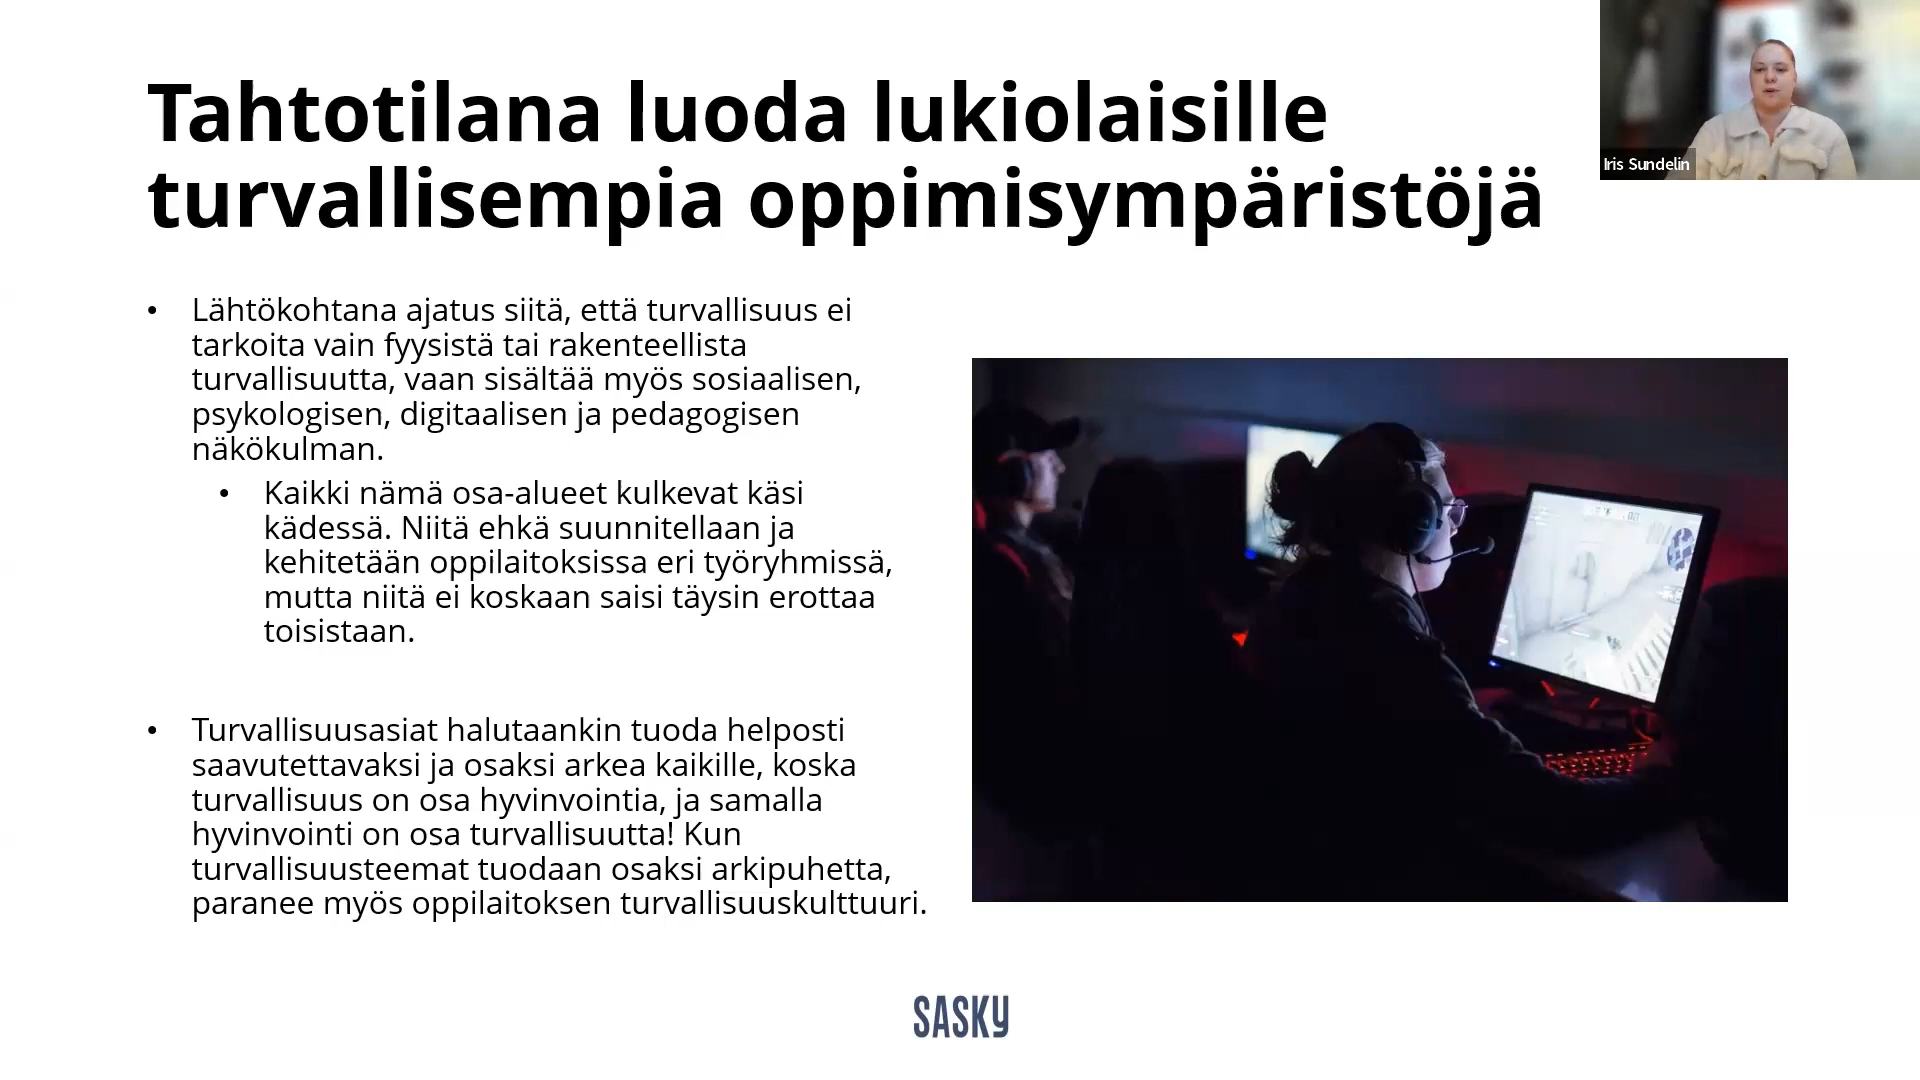 Tahtotilana luoda lukiolaisille
turvallisempia oppimisympäristöjä
Iris Sundelin
• Lähtökohtana ajatus siitä, että turvallisuus ei
tarkoita vain fyysistä tai rakenteellista
turvallisuutta, vaan sisältää myös sosiaalisen,
psykologisen, digitaalisen ja pedagogisen
näkökulman.
• Kaikki nämä osa-alueet kulkevat käsi
kädessä. Niitä ehkä suunnitellaan ja
kehitetään oppilaitoksissa eri työryhmissä,
mutta niitä ei koskaan saisi täysin erottaa
toisistaan.
• Turvallisuusasiat halutaankin tuoda helposti
saavutettavaksi ja osaksi arkea kaikille, koska
turvallisuus on osa hyvinvointia, ja samalla
hyvinvointi on osa turvallisuutta! Kun
turvallisuusteemat tuodaan osaksi arkipuhetta,
paranee myös oppilaitoksen turvallisuuskulttuuri.
SASKY